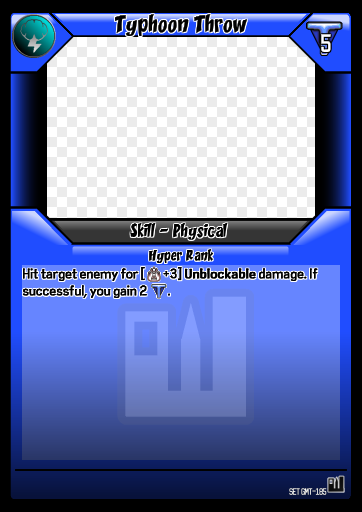 Typhoon Throw
5
Skill - Physical
Hyper Rank
Hit target enemy for [ +3] Unblockable damage. If
successful, you gain 2 .
SET GMT-185